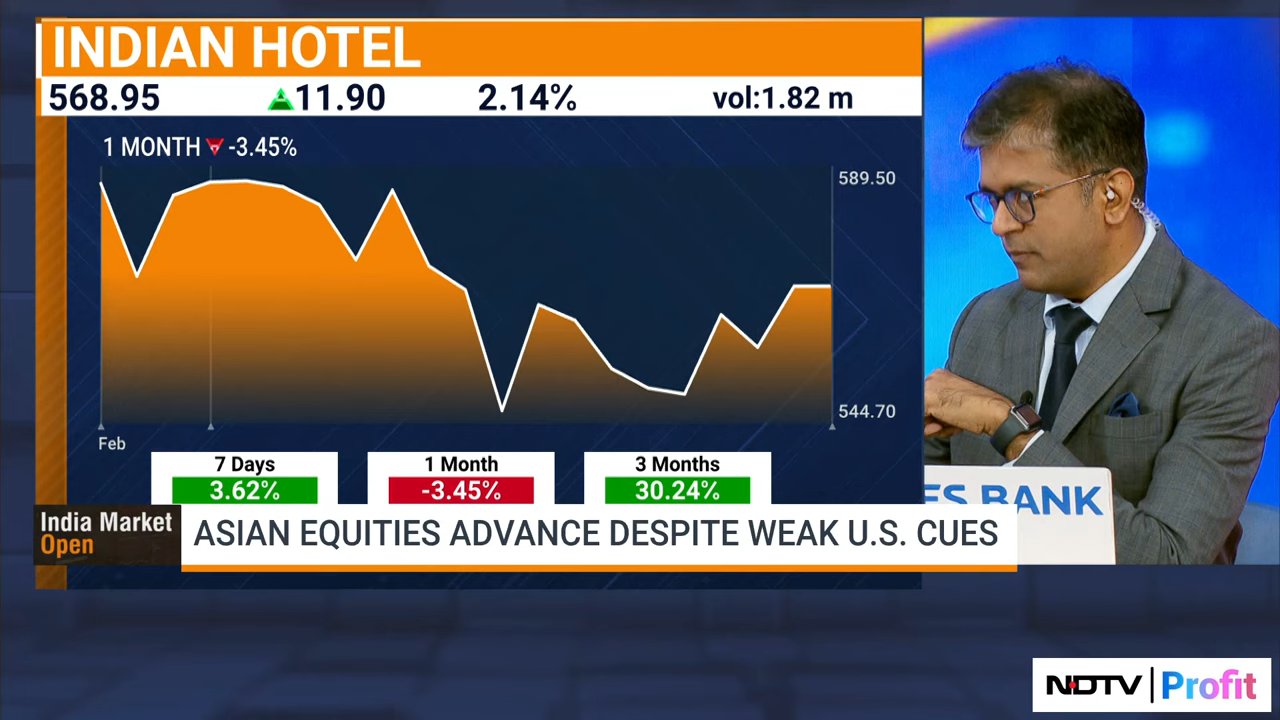 INDIAN HOTEL
568.95 11.90 2.14% vol:1.82 m
1 MONTH -3.45%
589.50
544.70
Feb
7 Days 1 Month 3 Months
3.62% -3.45% 30.24%
India Market
Open
ASIAN EQUITIES ADVANCE DESPITE WEAK U.S. CUES
ES BANK
NDTV Profit